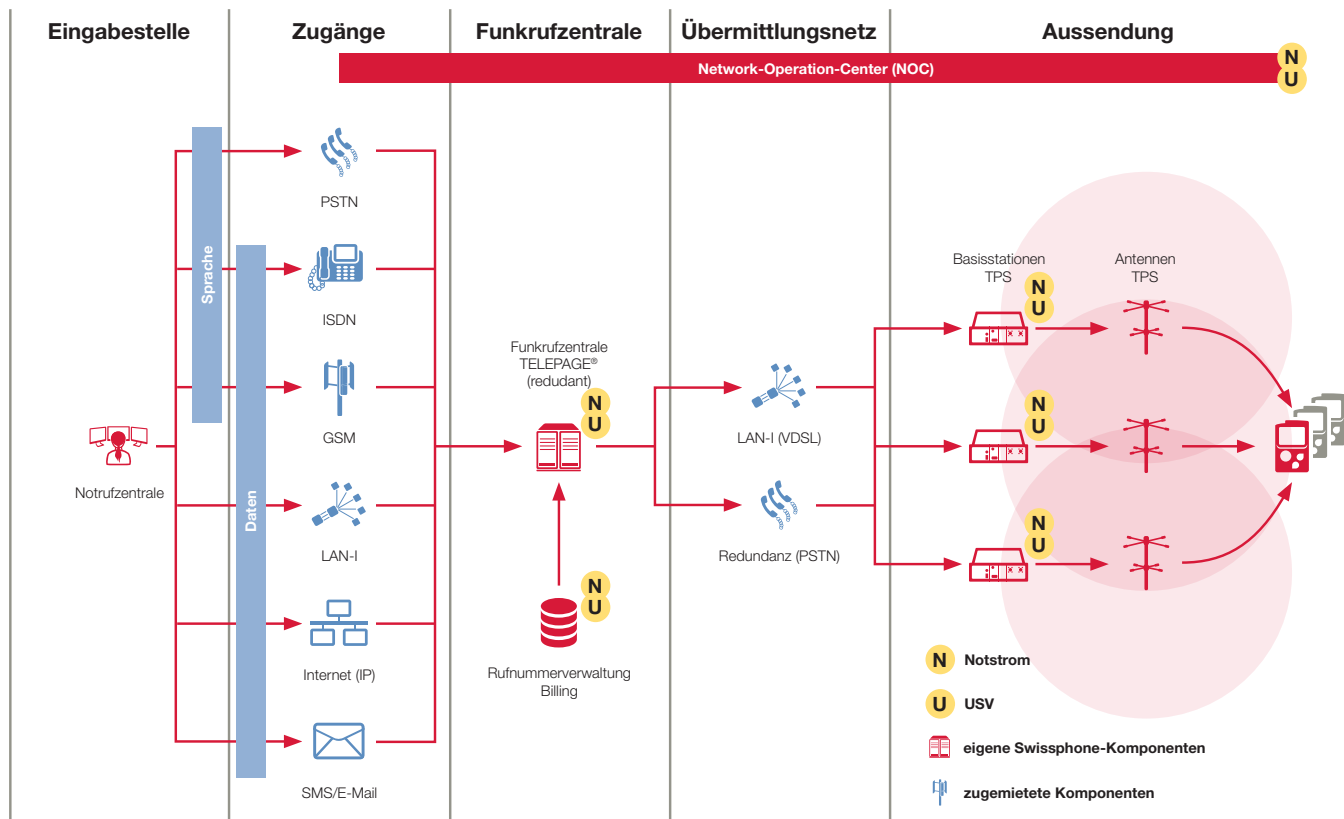 Eingabestelle
Zugänge
Funkrufzentrale
Übermittlungsnetz
Aussendung
Network-Operation-Center (NOC)
N
U
Sprache
Daten
Notrufzentrale
PSTN
ISDN
GSM
LAN-I
Internet (IP)
SMS/E-Mail
Funkrufzentrale
TELEPAGE®
(redudant)
N
U
N
U
Rufnummerverwaltung
Billing
LAN-I (VDSL)
Redundanz (PSTN)
Basisstationen
TPS
N
U
N
U
N
U
Antennen
TPS
N Notstrom
U USV
eigene Swissphone-Komponenten
zugemietete Komponenten